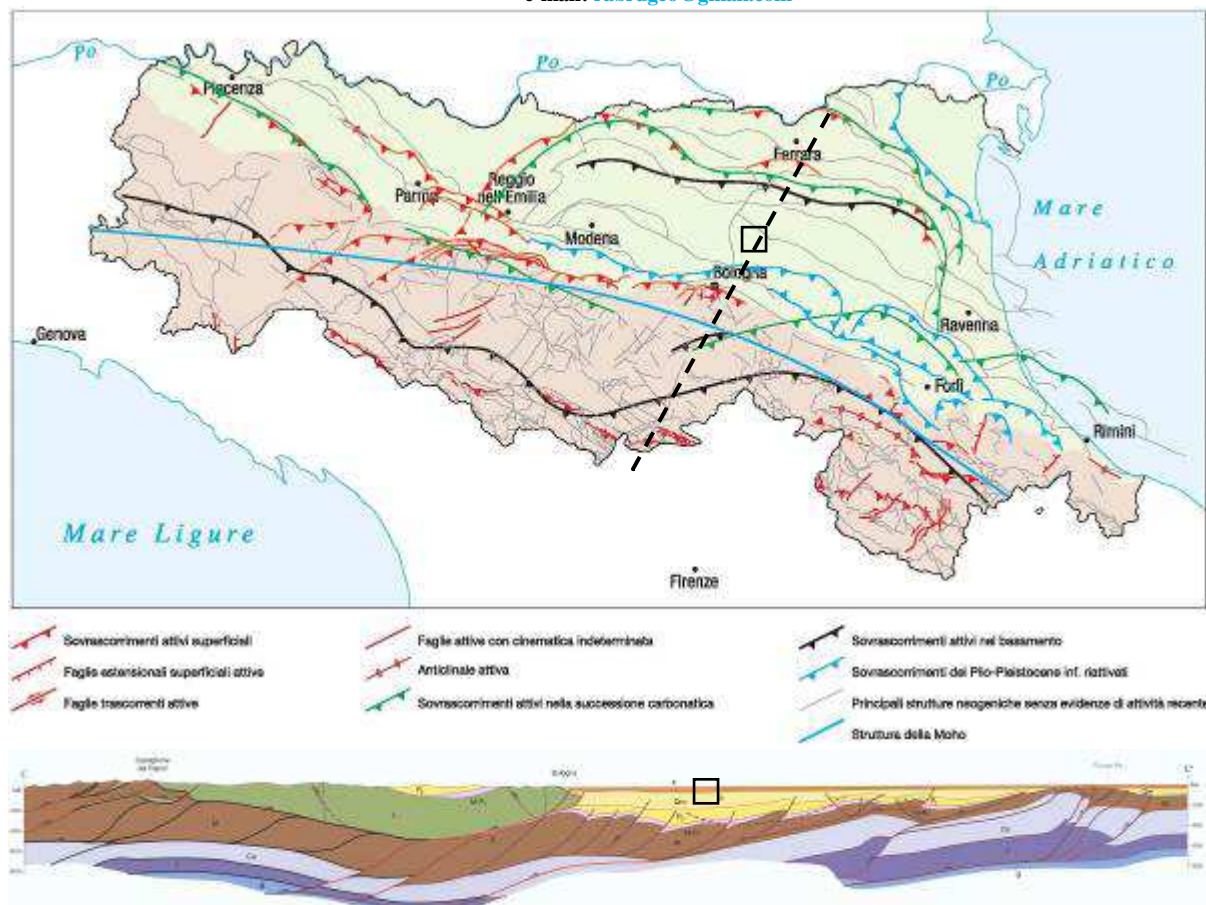 Po
Piacenza
Po
Po
Ferrara
Parma
Reggio
nell'Emilia
Modena
Mare
Adriatico
Bologna
Genova
Ravenna
Forlì
Rimini
Mare Ligure
Firenze
Sovrascorrimenti attivi superficiali
Faglie estensionali superficiali attive
Faglie trascorrenti attive
Faglie attive con cinematica indeterminata
Anticlinale attiva
Sovrascorrimenti attivi nella successione carbonatica
Sovrascorrimenti attivi nel basamento
Sovrascorrimenti del Plio-Pleistocene inf. riattivati
Principali strutture neogeniche senza evidenze di attività recente
Struttura della Moho
Bologna